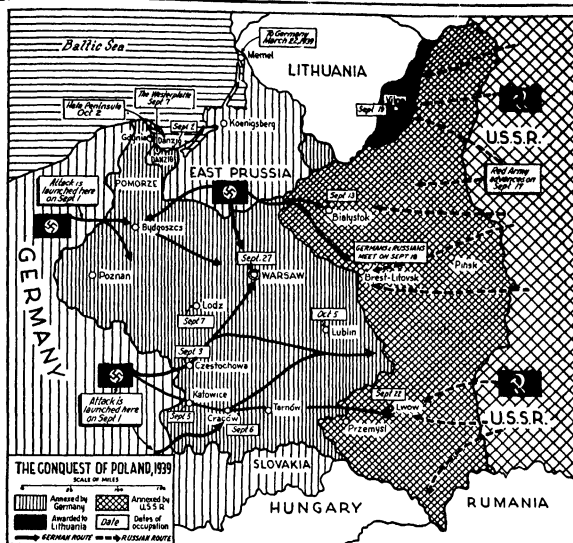 Baltic Sea
To Germany
March 22, 1939
Memel
LITHUANIA
The Westerplatte
Sept 7
Hela Peninsula
Oct 2
Sept 1
Koenigsberg
Vilna
Sept 19
U.S.S.R.
Gdynia
DANZIG
POMORZE
EAST PRUSSIA
Red Army
advances on
Sept 17
Attack is
launched here
on Sept 1
Sept 15
Bialystok
Bydgoszcz
GERMANS & RUSSIANS
MEET ON SEPT 18
Sept. 27
WARSAW
Pinsk
Brest-Litovsk
GERMANY
Poznan
Lodz
Sept 7
Oct 5
Lublin
Sept 3
Czestochowa
Attack is
launched here
on Sept 1
Katowice
Sept 5
Cracow
Sept 6
Tarnów
Sept 22
Lwow
Przemysl
U.S.S.R.
SLOVAKIA
HUNGARY
RUMANIA
THE CONQUEST OF POLAND, 1939
SCALE OF MILES
Annexed by
Germany
Annexed by
U.S.S.R
Awarded to
Lithuania
Date
Dates of
occupation
GERMAN ROUTE
RUSSIAN ROUTE